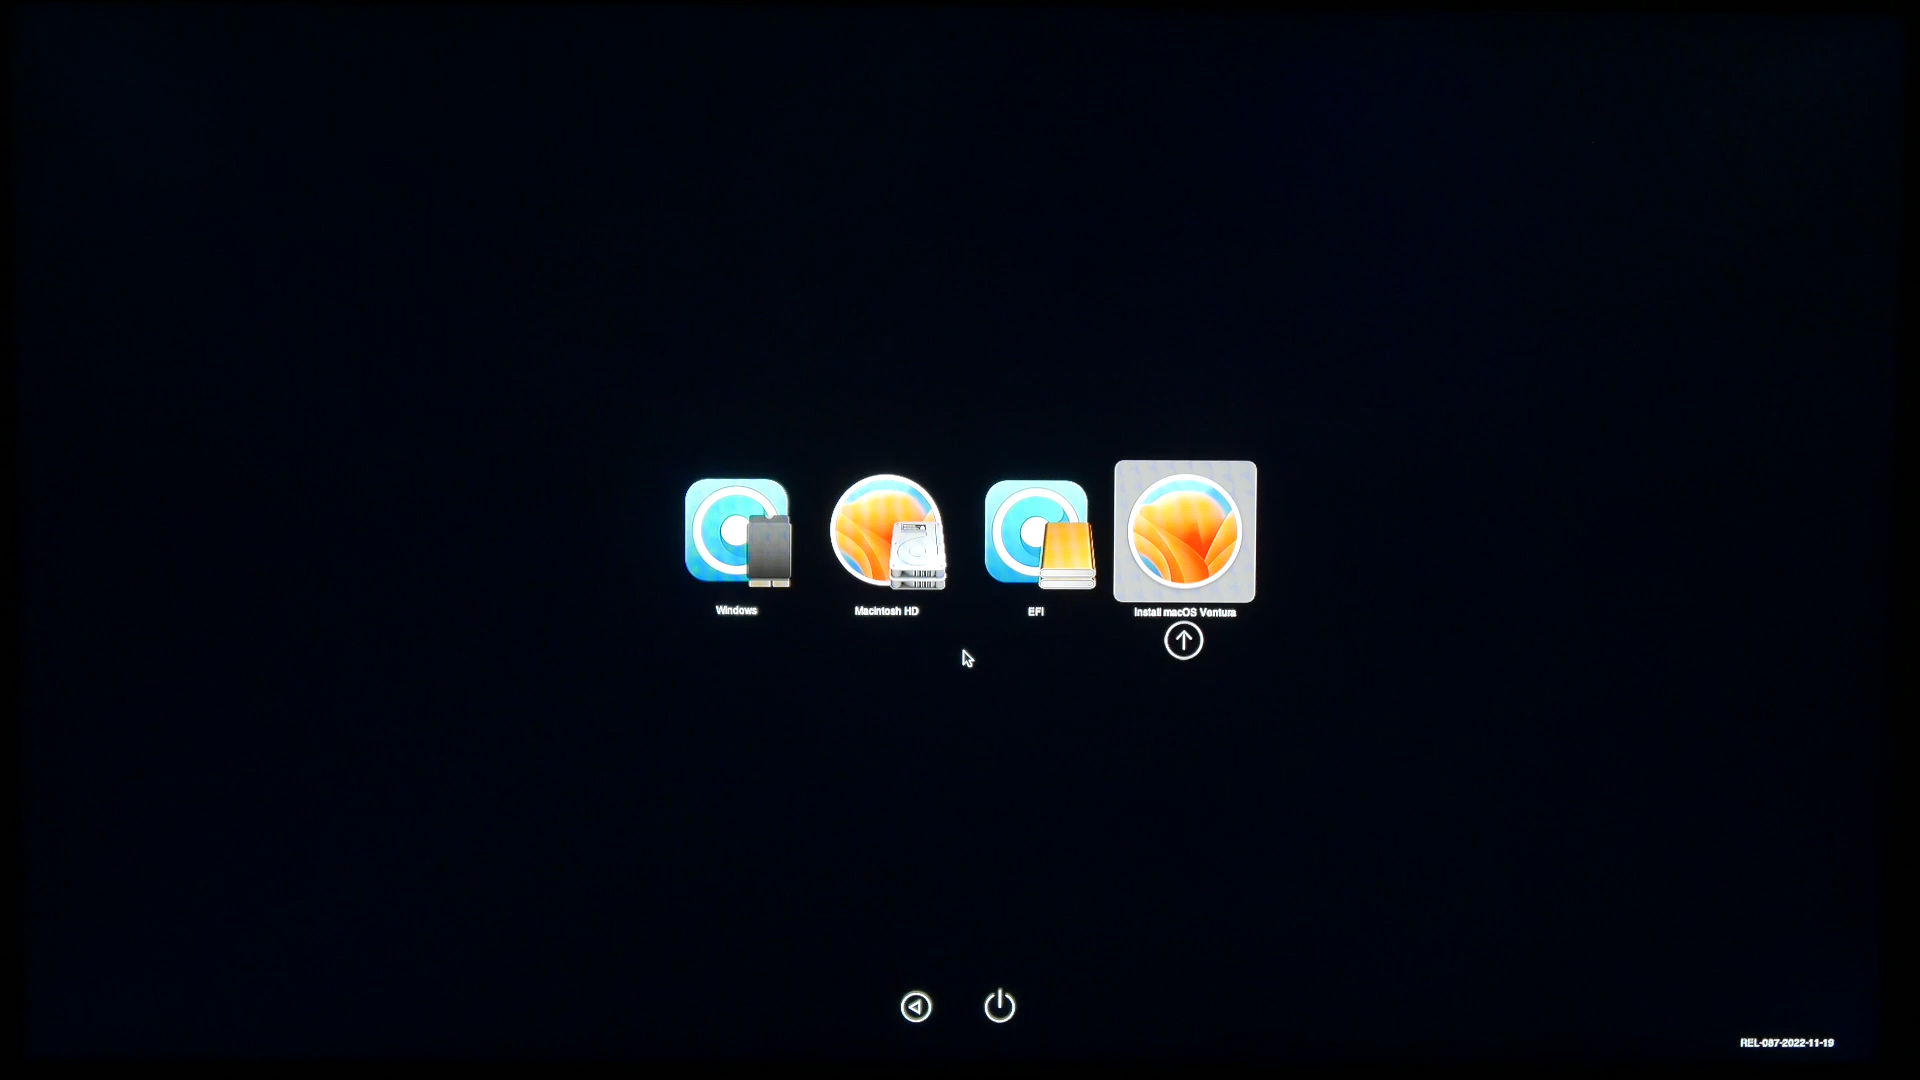 Windows
Macintosh HD
EFI
Install macOS Ventura
REL-087-2022-11-19